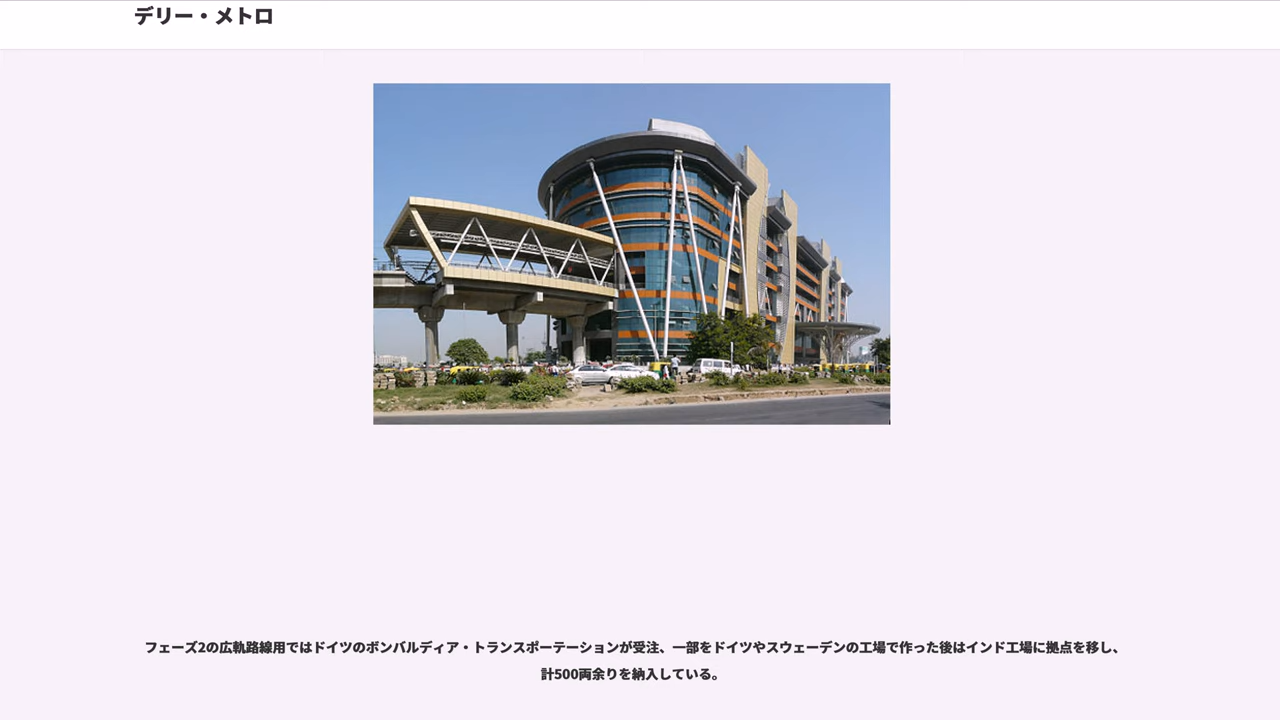 デリー・メトロ
フェーズ2の広軌路線用ではドイツのボンバルディア・トランスポーテーションが受注、一部をドイツやスウェーデンの工場で作った後はインド工場に拠点を移し、
計500両余りを納入している。